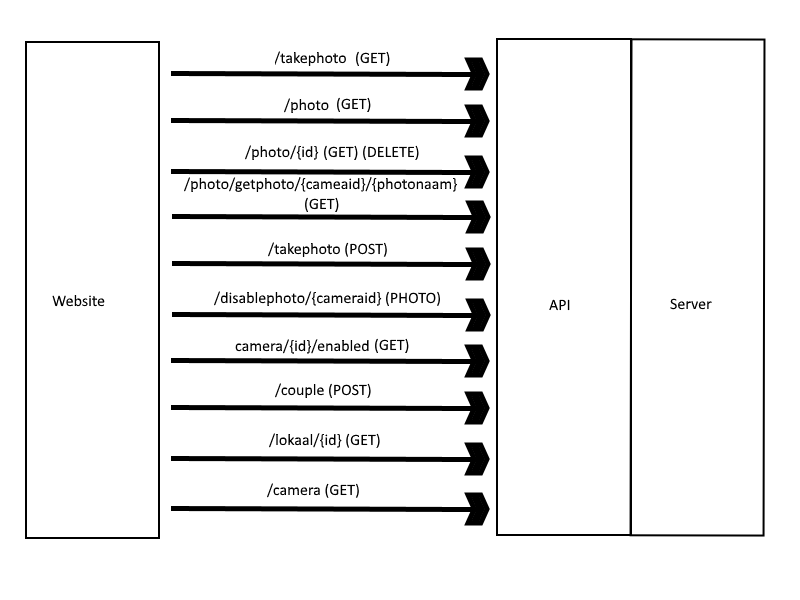 /takephoto (GET)
/photo (GET)
/photo/{id} (GET) (DELETE)
/photo/getphoto/{cameaid}/{photonaam}
(GET)
/takephoto (POST)
/disablephoto/{cameraid} (PHOTO)
Website
API
Server
camera/{id}/enabled (GET)
/couple (POST)
/lokaal/{id} (GET)
/camera (GET)